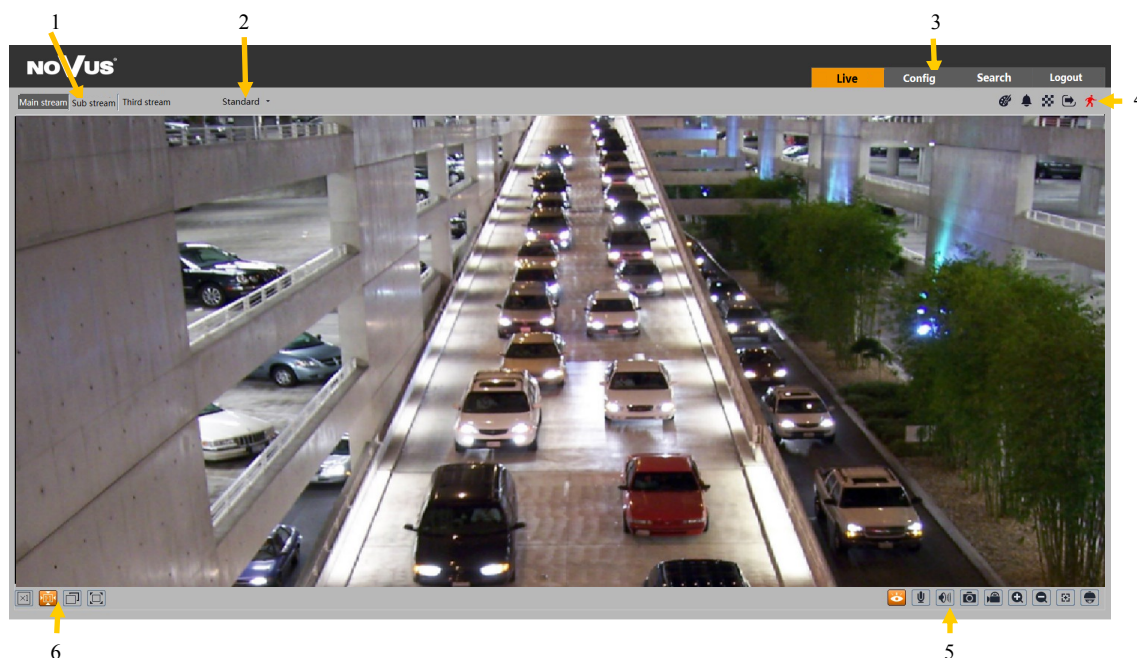 1 2 3
NOVUS®
Live Config Search Logout
Main stream Sub stream Third stream Standard
4
6 5